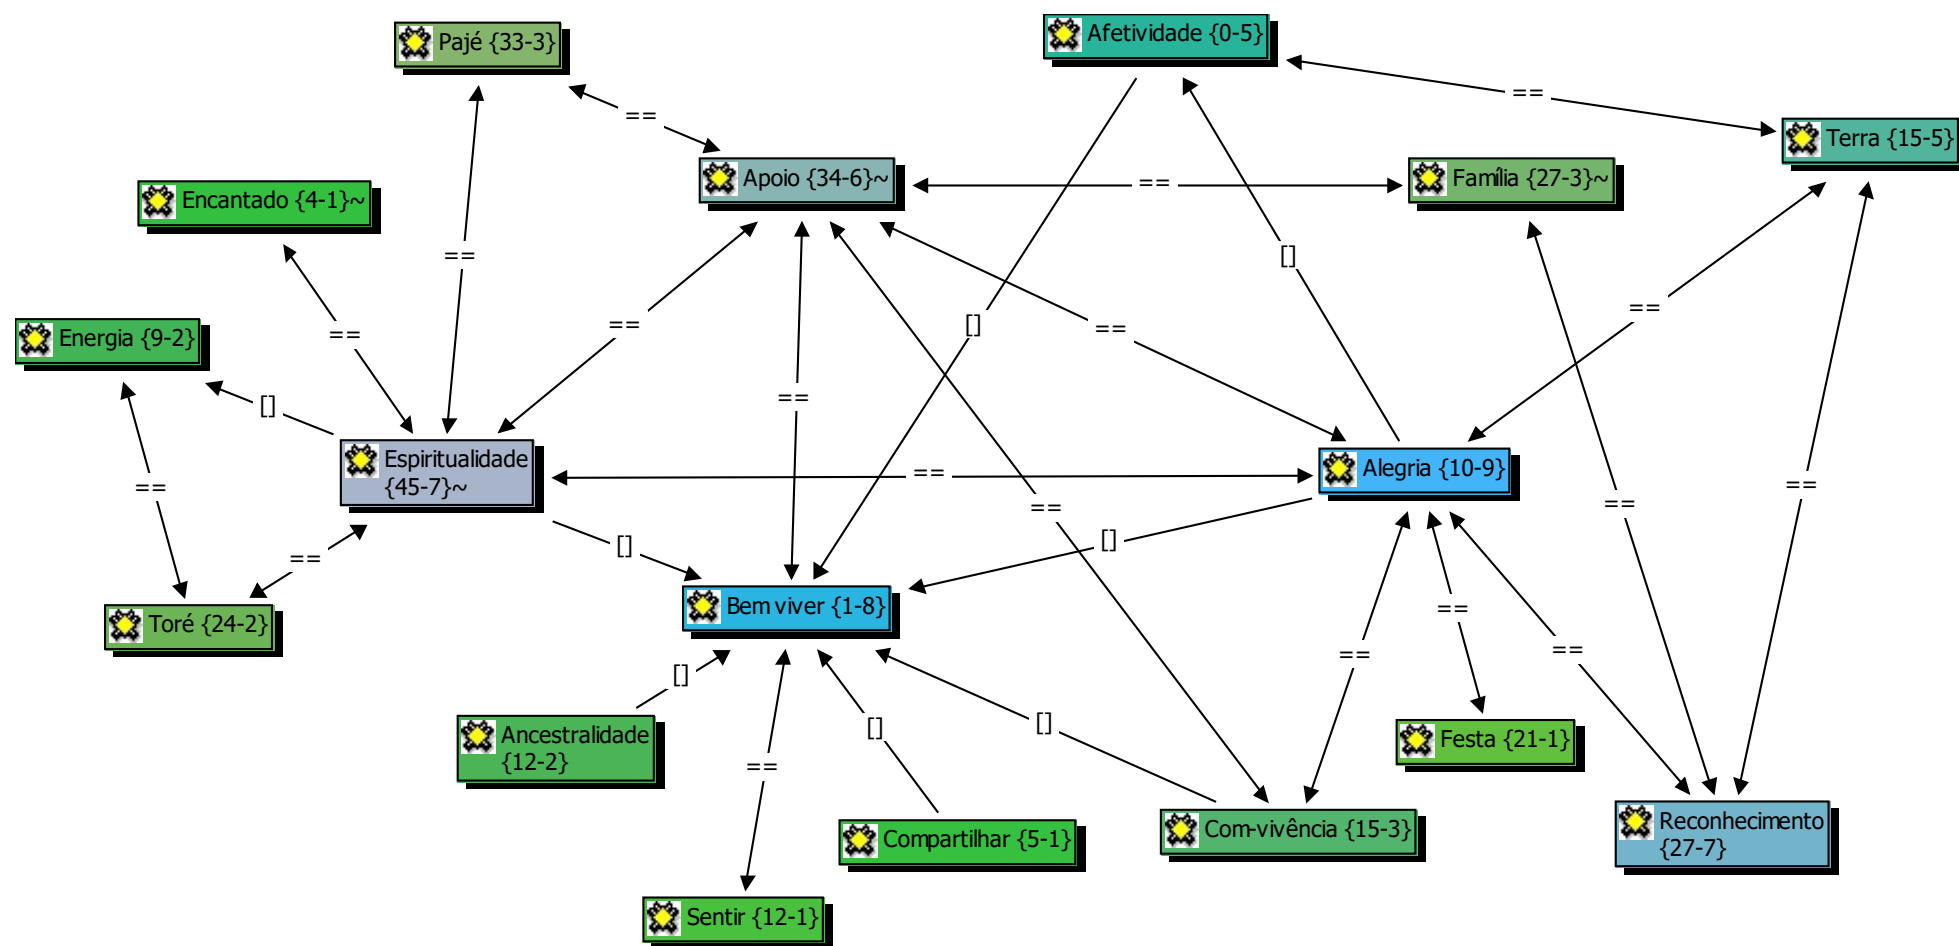 Pajé {33-3}
Afetividade {0-5}
==
==
Terra {15-5}
Apoio {34-6}~
==
Família {27-3}~
Encantado {4-1}~
==
[]
==
==
==
[]
==
Energia {9-2}
==
==
[]
Espiritualidade
{45-7}~
==
Alegria {10-9}
==
==
==
==
==
[]
[]
Bem viver {1-8}
==
Toré {24-2}
==
==
[]
Ancestralidade
{12-2}
[]
[]
Festa {21-1}
==
Compartilhar {5-1}
Com-vivência {15-3}
Reconhecimento
{27-7}
Sentir {12-1}